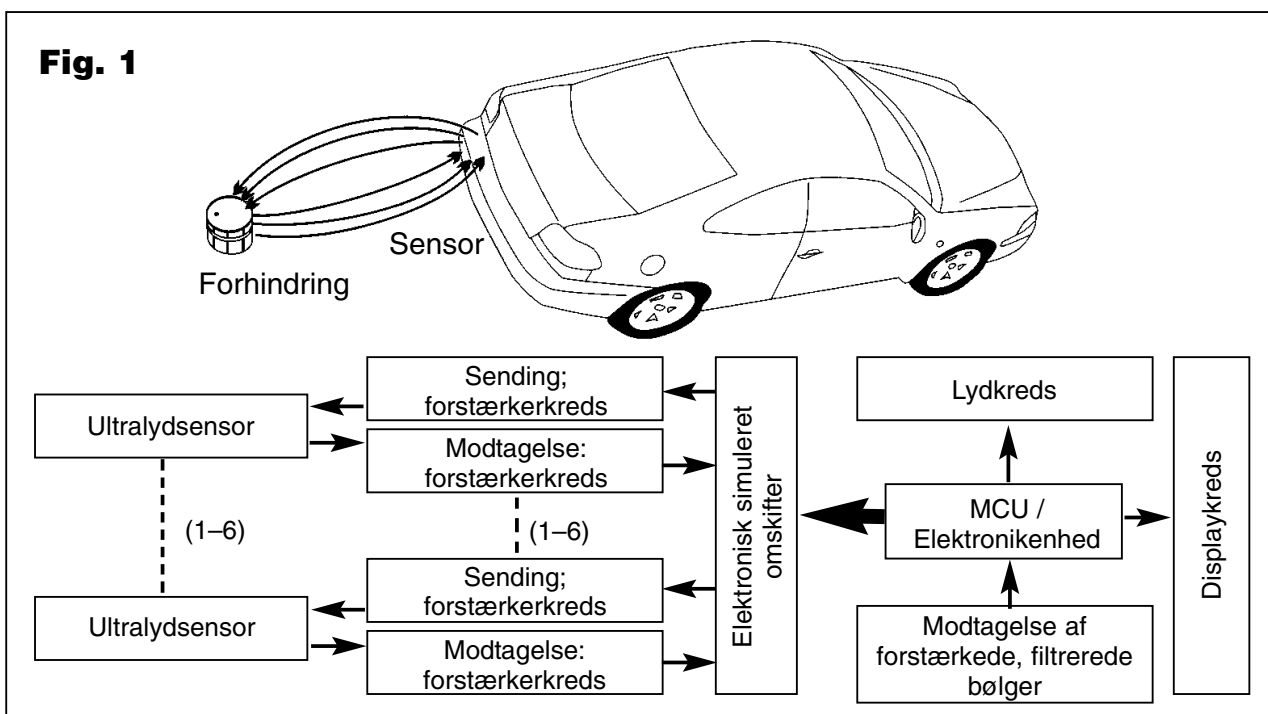 Fig. 1
Sensor
Forhindring
Ultralydsensor
Sending;
forstærkerkreds
Modtagelse:
forstærkerkreds
(1–6)
(1–6)
Ultralydsensor
Sending;
forstærkerkreds
Modtagelse:
forstærkerkreds
Elektronisk simuleret
omskifter
Lydkreds
MCU /
Elektronikenhed
Modtagelse af
forstærkede, filtrerede
bølger
Displaykreds